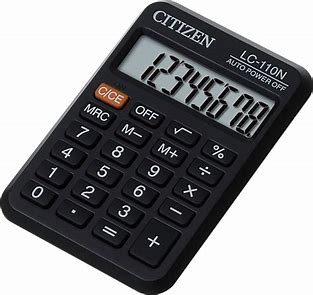 CITIZEN
LC-110N
AUTO POWER OFF
12345678
C/CE OFF √ %
MRC M− M+ ÷
7 8 9 ×
4 5 6 −
1 2 3 +
0 . =